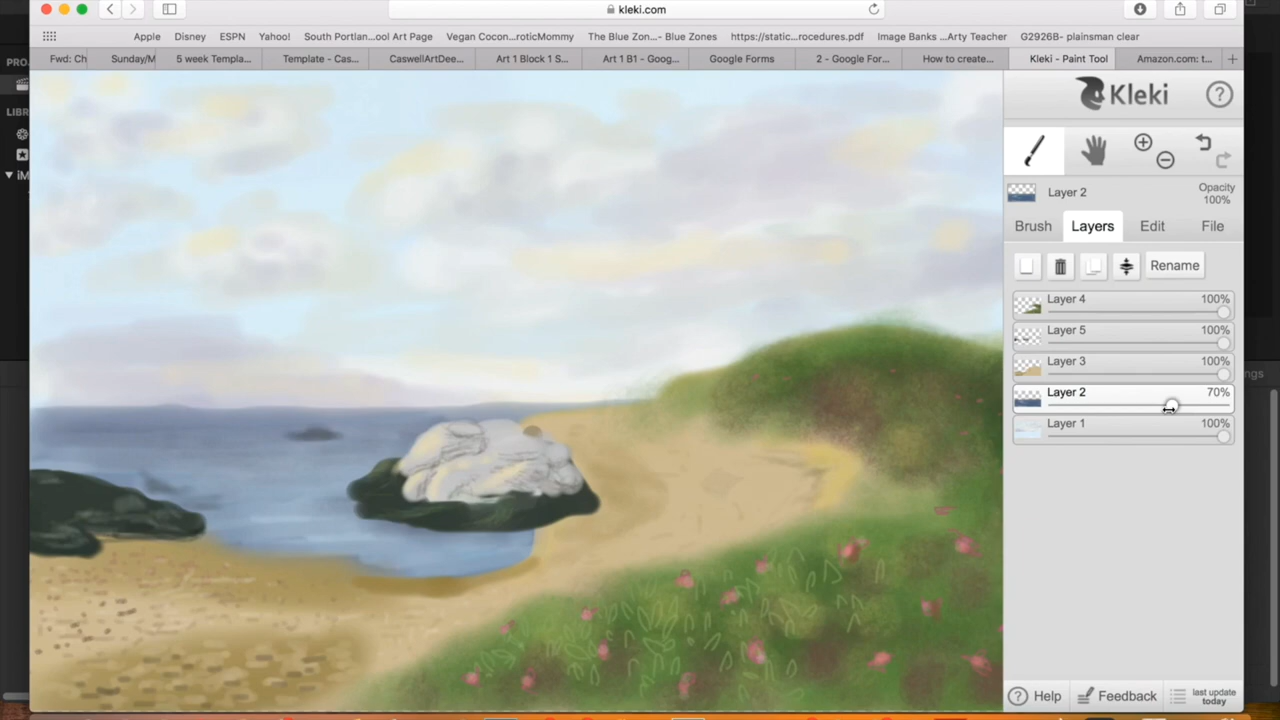 kleki.com
Apple Disney ESPN Yahoo! South Portlan...ool Art Page Vegan Cocon...roticMommy The Blue Zon...- Blue Zones https://static...rocedures.pdf Image Banks ...Arty Teacher G2926B- plainsman clear
Fwd: Ch Sunday/M 5 week Templa... Template - Cas... CaswellArtDee... Art 1 Block 1 S... Art 1 B1 - Goog... Google Forms 2 - Google For... How to create... Kleki - Paint Tool Amazon.com: t...
PRO
LIBR
iM
Kleki
?
Layer 2
Opacity
100%
Brush Layers Edit File
Rename
Layer 4 100%
Layer 5 100%
Layer 3 100%
Layer 2 70%
Layer 1 100%
ngs
? Help Feedback last update
today